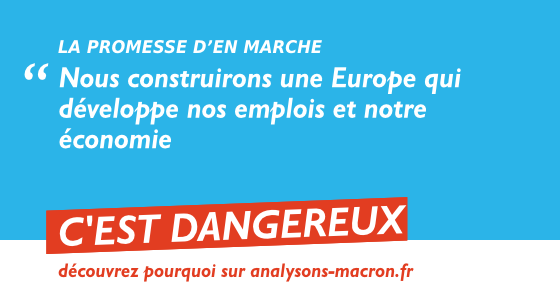 LA PROMESSE D’EN MARCHE
“ Nous construirons une Europe qui
développe nos emplois et notre
économie
C'EST DANGEREUX
découvrez pourquoi sur analysons-macron.fr